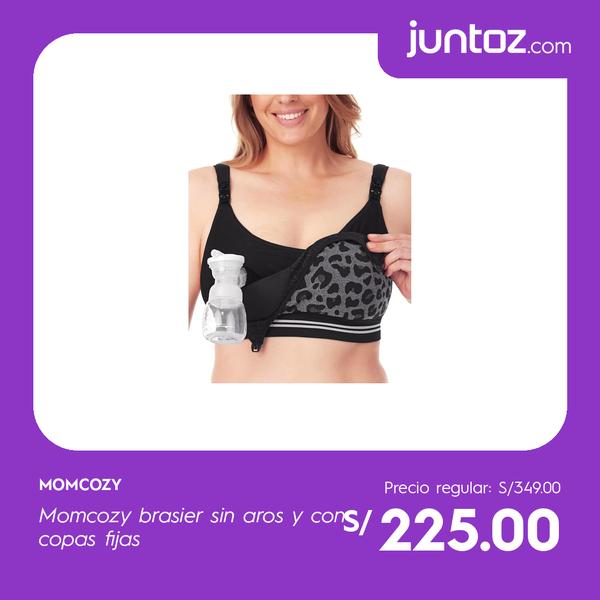 juntoz.com
MOMCOZY
Momcozy brasier sin aros y con
copas fijas
Precio regular: S/349.00
S/ 225.00